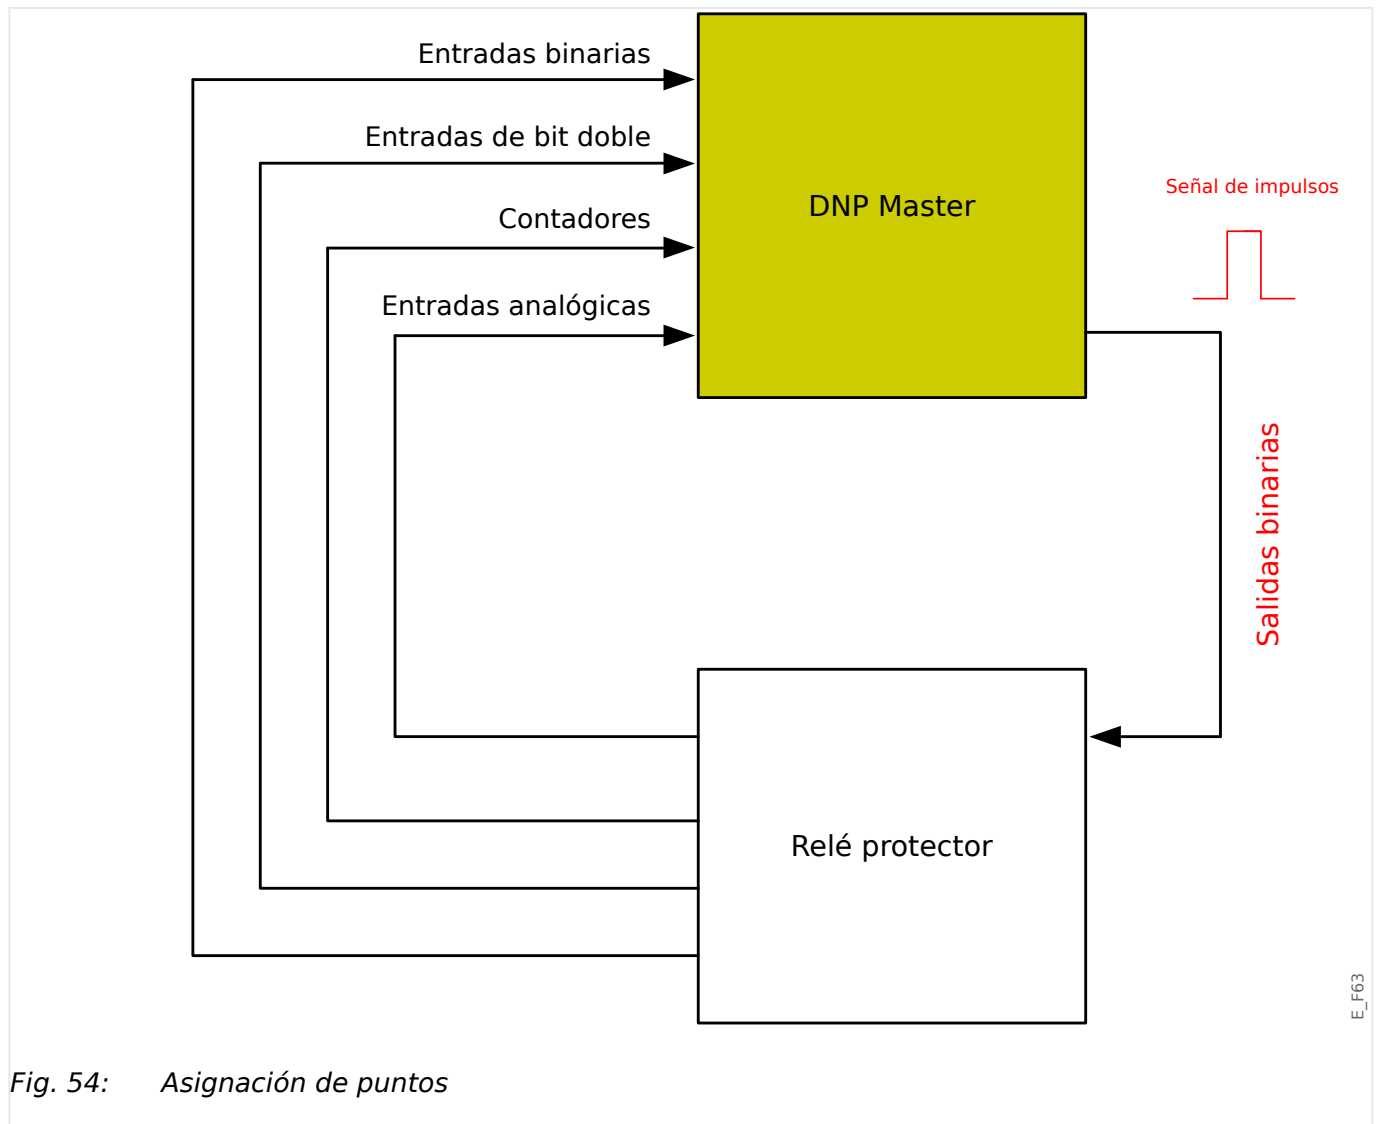 Entradas binarias
Entradas de bit doble
Contadores
Entradas analógicas
DNP Master
Señal de impulsos
Salidas binarias
Relé protector
E_F63
Fig. 54: Asignación de puntos